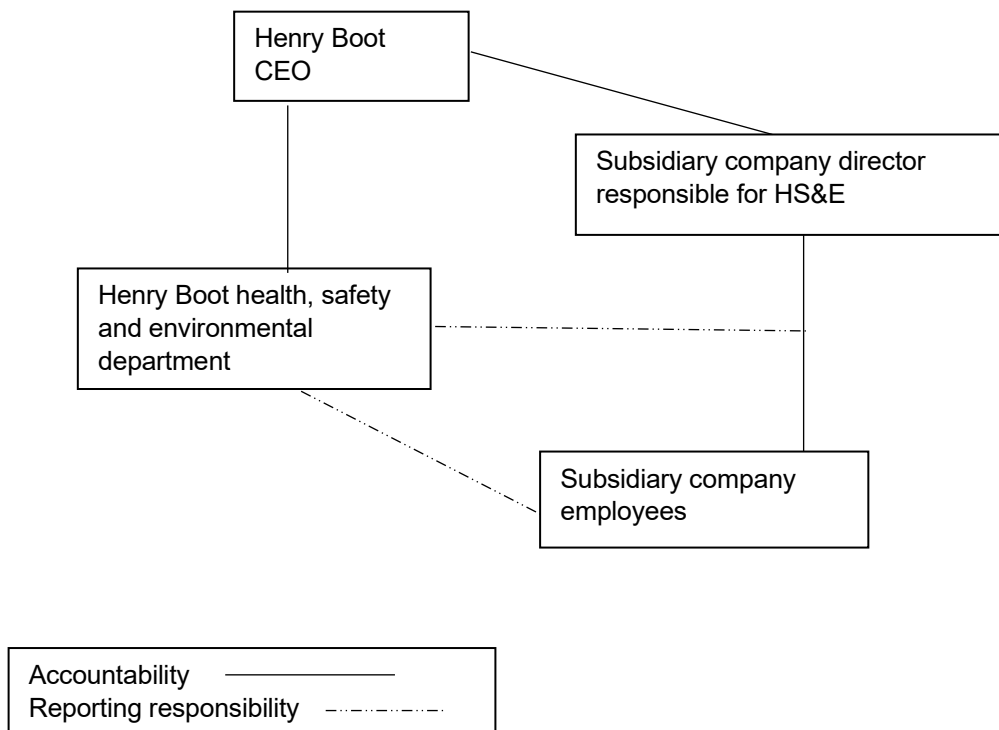 Henry Boot
CEO
Subsidiary company director
responsible for HS&E
Henry Boot health, safety
and environmental
department
Subsidiary company
employees
Accountability
Reporting responsibility